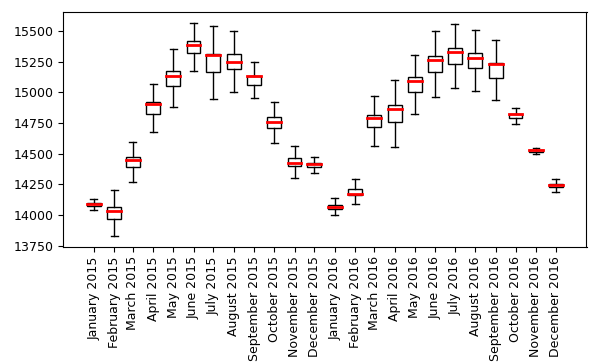 15500
15250
15000
14750
14500
14250
14000
13750
January 2015
February 2015
March 2015
April 2015
May 2015
June 2015
July 2015
August 2015
September 2015
October 2015
November 2015
December 2015
January 2016
February 2016
March 2016
April 2016
May 2016
June 2016
July 2016
August 2016
September 2016
October 2016
November 2016
December 2016